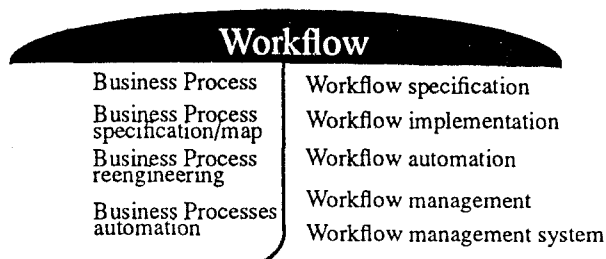 Workflow
Business Process
Business Process
specification/map
Business Process
reengineering
Business Processes
automation
Workflow specification
Workflow implementation
Workflow automation
Workflow management
Workflow management system